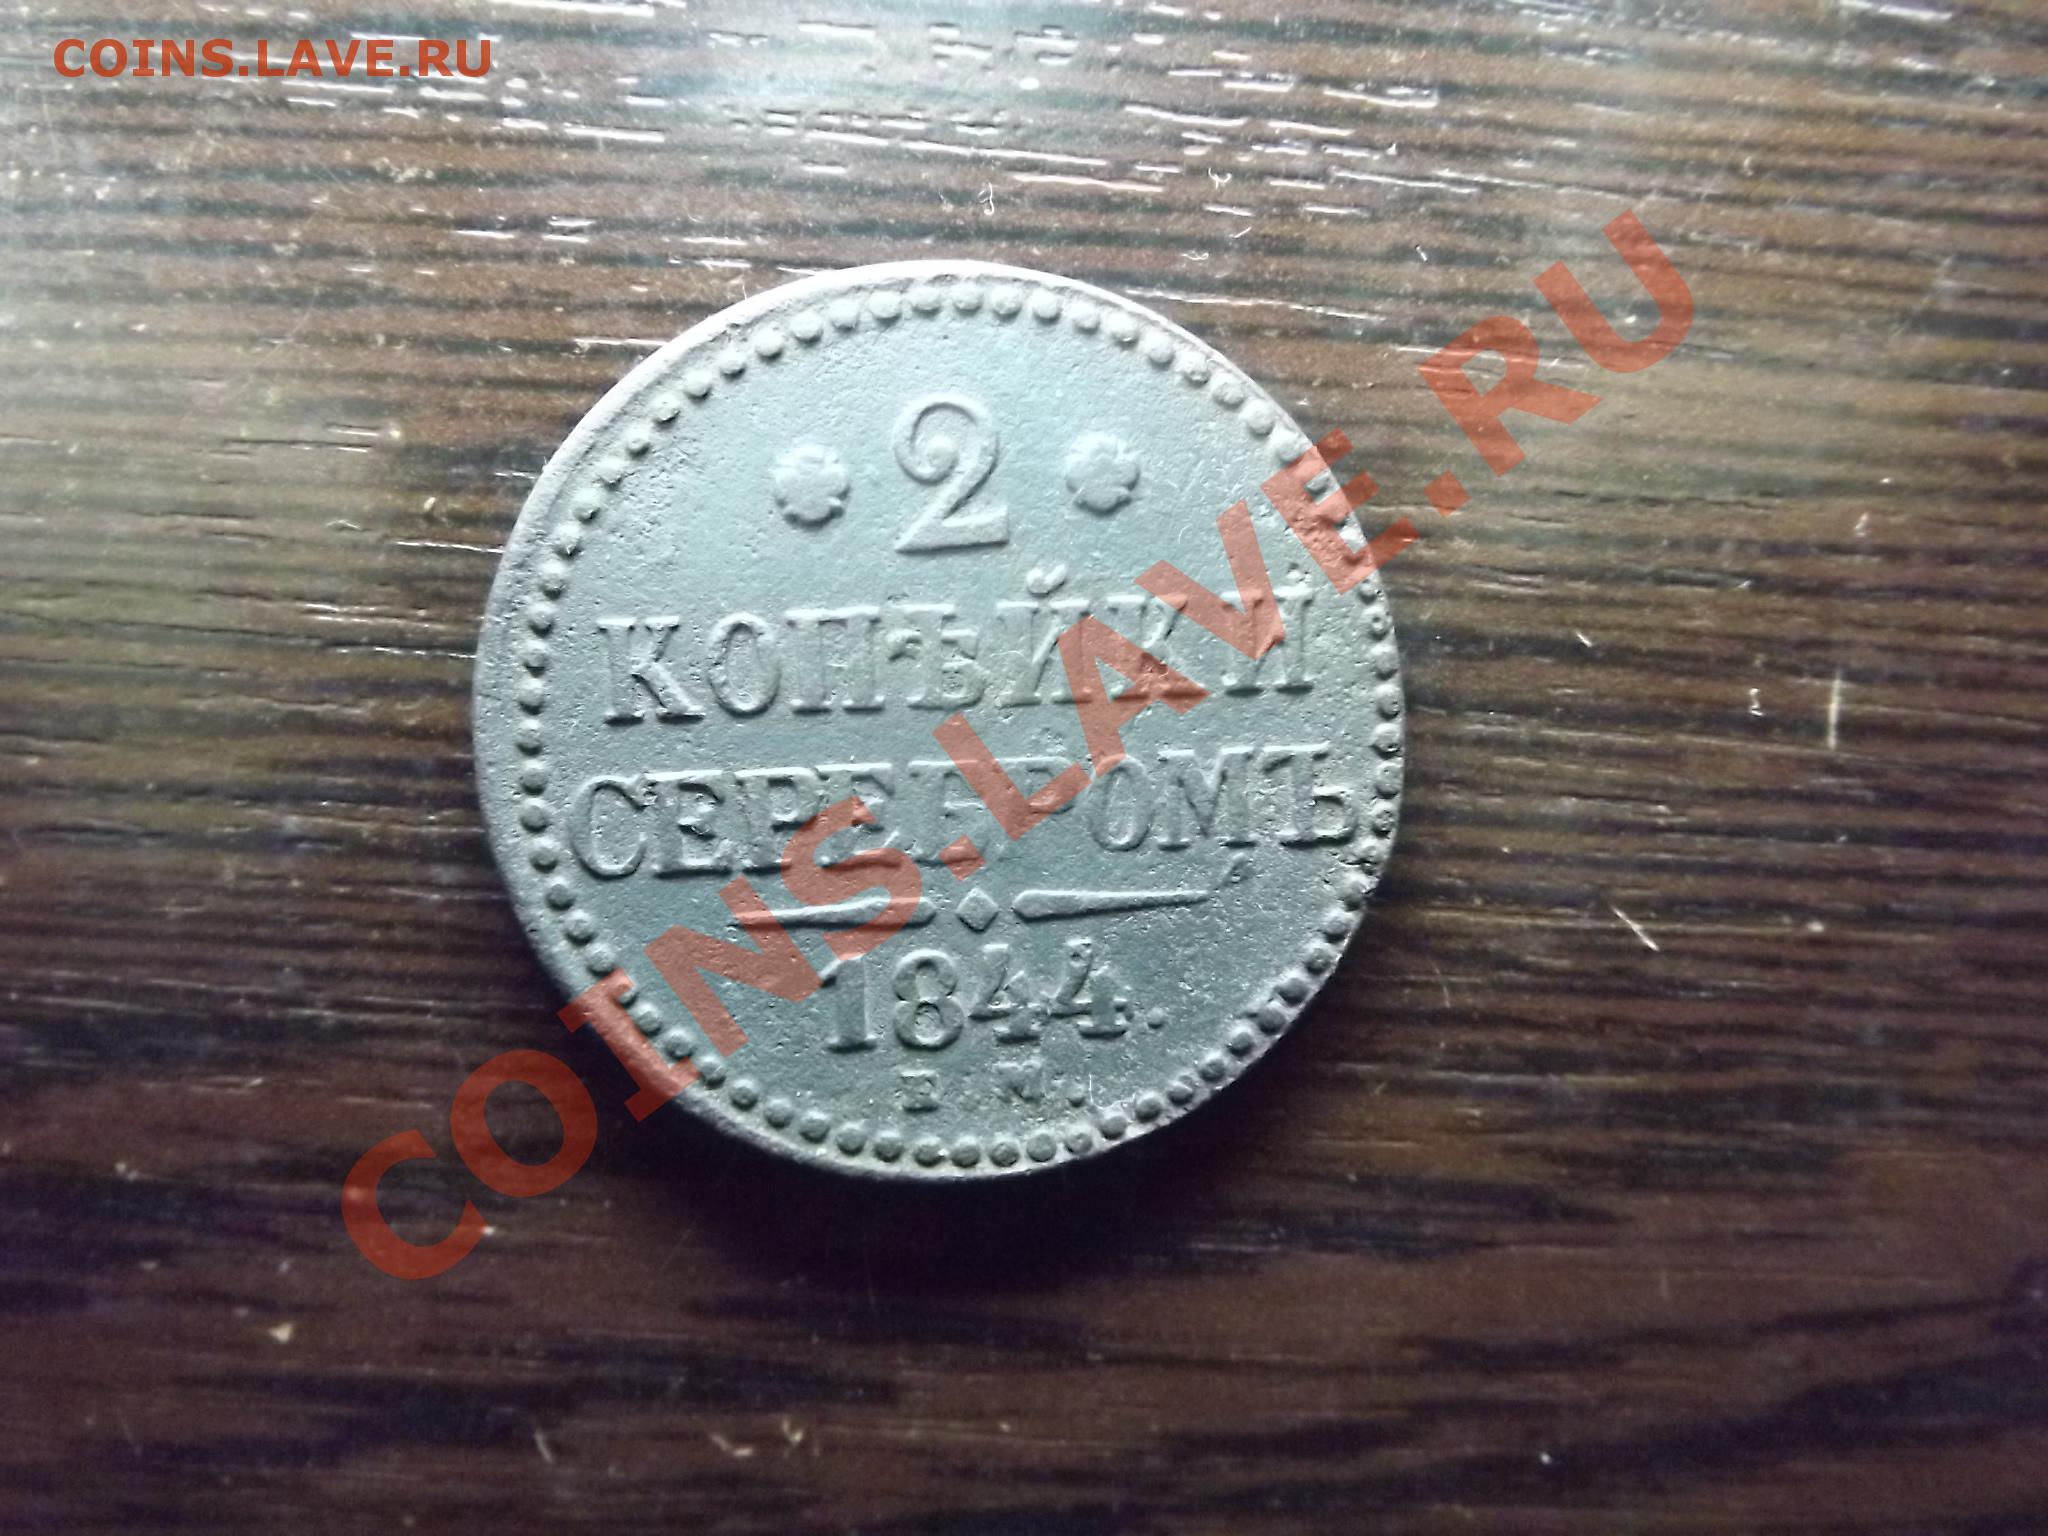 COINS.LAVE.RU
2
КОПѢЙКИ
СЕРЕБРОМЪ
1844.
Е.М.
COINS.LAVE.RU